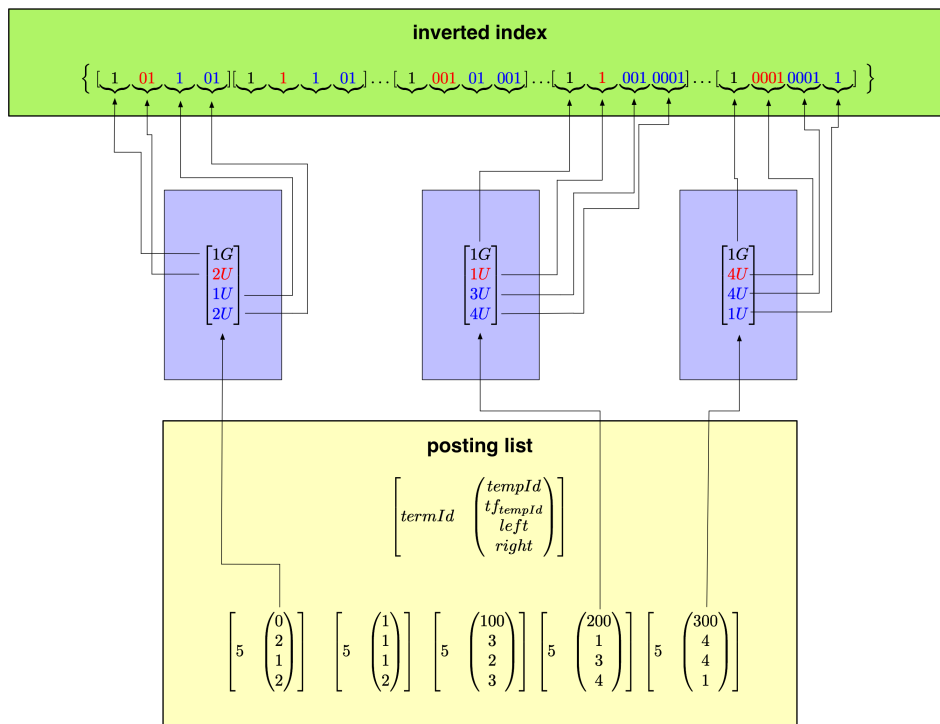 inverted index
{ [1 01 1 01][1 1 1 01]...[1 001 01 001]...[1 1 001 0001]...[1 0001 0001 1] }
1G 1G 1G
2U 1U 4U
1U 3U 4U
2U 4U 1U
posting list
tempId
tf_tempId
termId
left
right
0 1 100 200 300
2 1 3 1 4
5 5 5 5 5
1 1 2 3 4
2 2 3 4 1